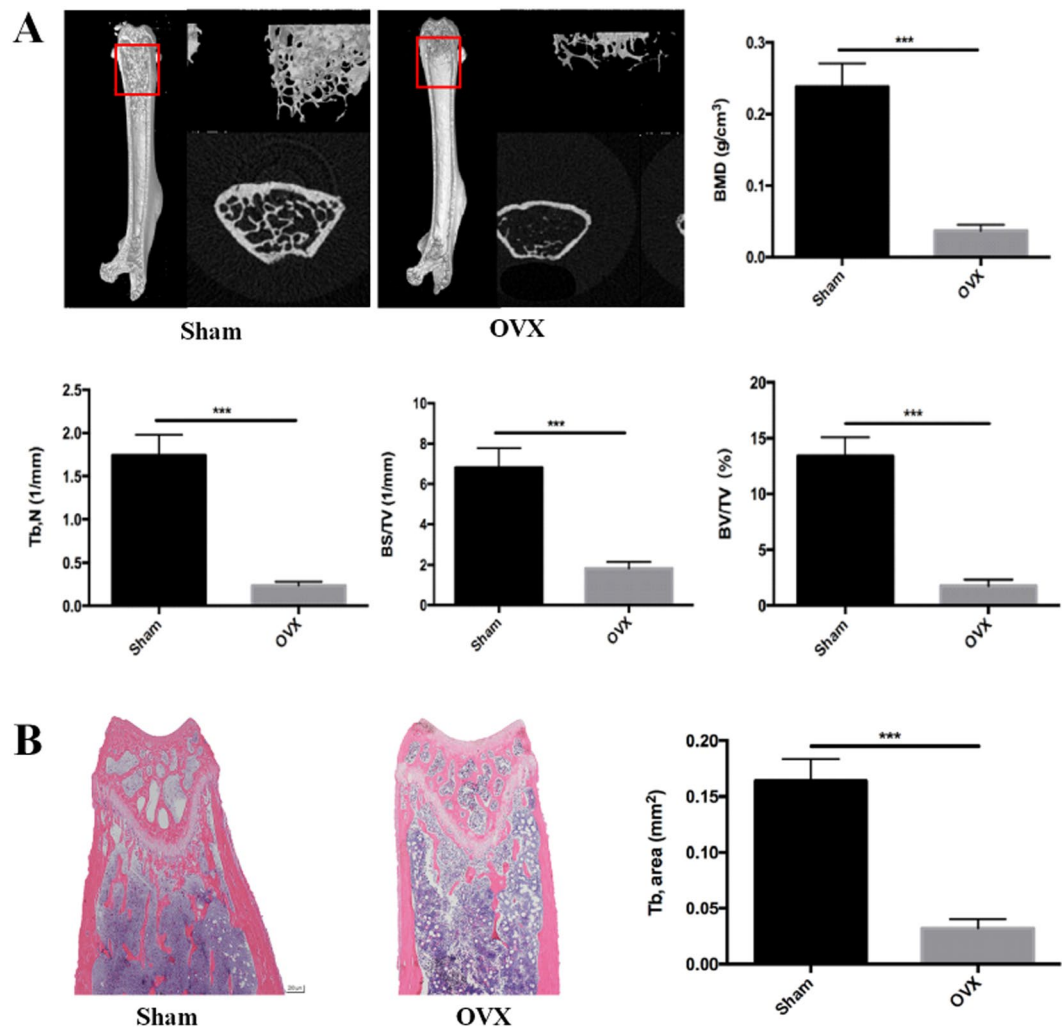 A
Sham
OVX
BMD (g/cm³)
0.3
0.2
0.1
0.0
***
Sham
OVX
Tb,N (1/mm)
2.5
2.0
1.5
1.0
0.5
0.0
***
Sham
OVX
BS/TV (1/mm)
10
8
6
4
2
0
***
Sham
OVX
BV/TV (%)
20
15
10
5
0
***
Sham
OVX
B
Sham
OVX
Tb, area (mm²)
0.20
0.15
0.10
0.05
0.00
***
Sham
OVX